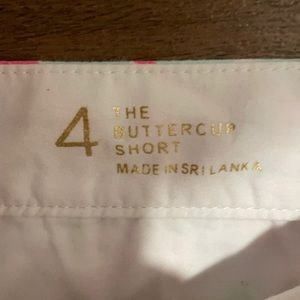 4
THE
BUTTERCUP
SHORT
MADE IN SRI LANKA